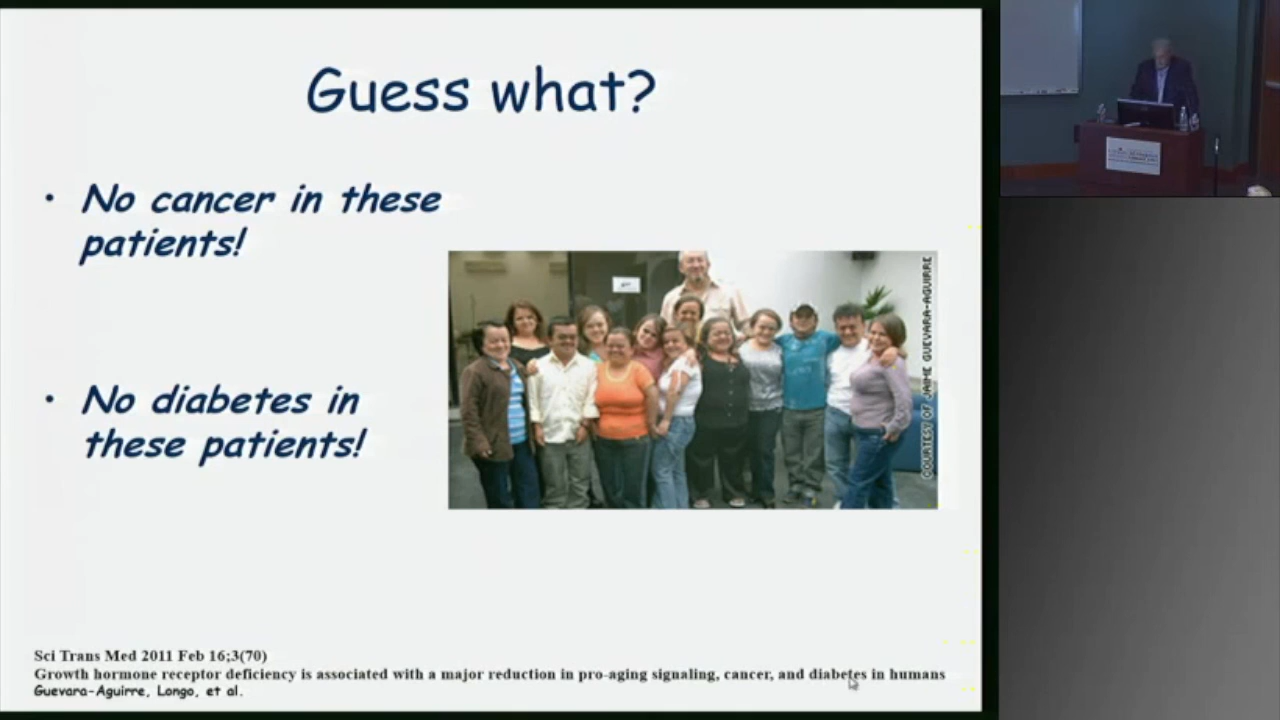 Guess what?
• No cancer in these
patients!
COURTESY OF JAIME GUEVARA-AGUIRRE
• No diabetes in
these patients!
Sci Trans Med 2011 Feb 16;3(70)
Growth hormone receptor deficiency is associated with a major reduction in pro-aging signaling, cancer, and diabetes in humans
Guevara-Aguirre, Longo, et al.